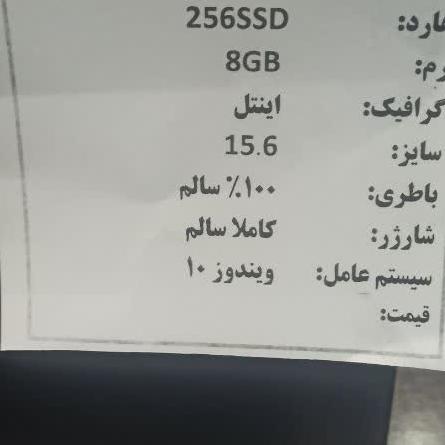 هارد: 256SSD
رم: 8GB
گرافیک: اینتل
سایز: 15.6
باطری: ۱۰۰٪ سالم
شارژر: کاملا سالم
سیستم عامل: ویندوز ۱۰
قیمت: